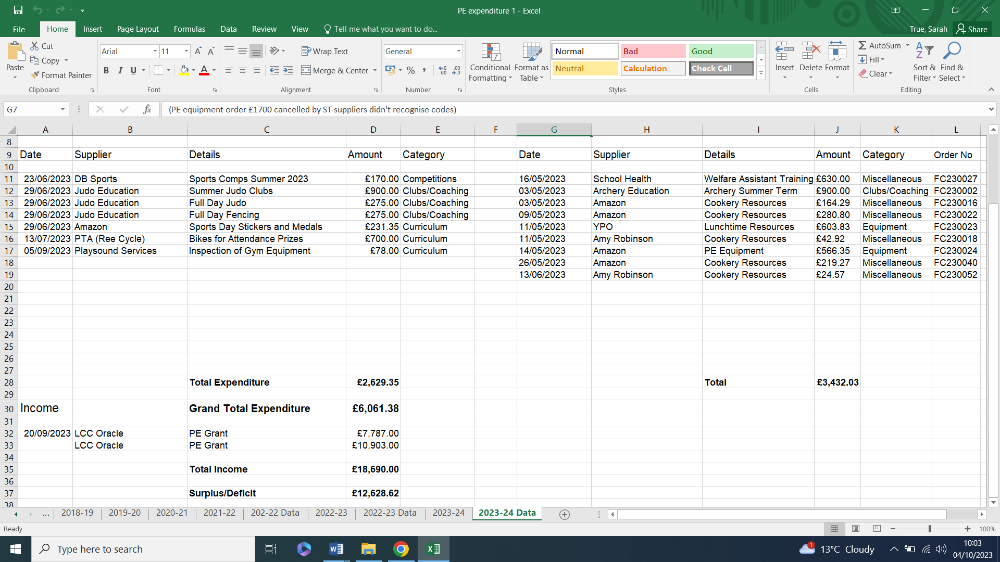 PE expenditure 1 - Excel
File Home Insert Page Layout Formulas Data Review View Tell me what you want to do... True, Sarah Share
Paste Cut Copy Format Painter Clipboard
Arial 11 A A B I U A Font
Wrap Text Merge & Center Alignment
General % , .00 Number
Conditional Formatting Format as Table
Normal Bad Good
Neutral Calculation Check Cell
Styles
Insert Delete Format Cells
AutoSum Fill Clear Sort & Filter Find & Select Editing
G7 fx (PE equipment order £1700 cancelled by ST suppliers didn't recognise codes)
A B C D E F G H I J K L
8
9 Date Supplier Details Amount Category Date Supplier Details Amount Category Order No
10
11 23/06/2023 DB Sports Sports Comps Summer 2023 £170.00 Competitions 16/05/2023 School Health Welfare Assistant Training £630.00 Miscellaneous FC230027
12 29/06/2023 Judo Education Summer Judo Clubs £900.00 Clubs/Coaching 03/05/2023 Archery Education Archery Summer Term £900.00 Clubs/Coaching FC230002
13 29/06/2023 Judo Education Full Day Judo £275.00 Clubs/Coaching 03/05/2023 Amazon Cookery Resources £164.29 Miscellaneous FC230016
14 29/06/2023 Judo Education Full Day Fencing £275.00 Clubs/Coaching 09/05/2023 Amazon Cookery Resources £280.80 Miscellaneous FC230022
15 29/06/2023 Amazon Sports Day Stickers and Medals £231.35 Curriculum 11/05/2023 YPO Lunchtime Resources £603.83 Equipment FC230023
16 13/07/2023 PTA (Ree Cycle) Bikes for Attendance Prizes £700.00 Curriculum 11/05/2023 Amy Robinson Cookery Resources £42.92 Miscellaneous FC230018
17 05/09/2023 Playsound Services Inspection of Gym Equipment £78.00 Curriculum 14/05/2023 Amazon PE Equipment £566.35 Equipment FC230024
18 26/05/2023 Amazon Cookery Resources £219.27 Miscellaneous FC230040
19 13/06/2023 Amy Robinson Cookery Resources £24.57 Miscellaneous FC230052
20
21
22
23
24
25
26
27
28 Total Expenditure £2,629.35 Total £3,432.03
29
30 Income Grand Total Expenditure £6,061.38
31
32 20/09/2023 LCC Oracle PE Grant £7,787.00
33 LCC Oracle PE Grant £10,903.00
34
35 Total Income £18,690.00
36
37 Surplus/Deficit £12,628.62
38
... 2018-19 2019-20 2020-21 2021-22 202-22 Data 2022-23 2022-23 Data 2023-24 2023-24 Data
Ready 100%
Type here to search 1 13°C Cloudy 10:03
04/10/2023